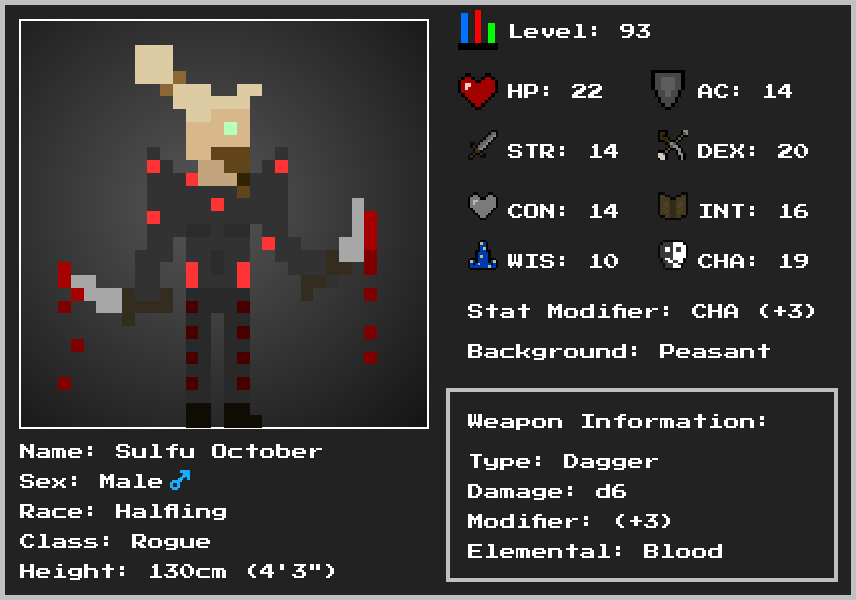 Level: 93
HP: 22
AC: 14
STR: 14
DEX: 20
CON: 14
INT: 16
WIS: 10
CHA: 19
Stat Modifier: CHA (+3)
Background: Peasant
Weapon Information:
Type: Dagger
Damage: d6
Modifier: (+3)
Elemental: Blood
Name: Sulfu October
Sex: Male♂
Race: Halfling
Class: Rogue
Height: 130cm (4'3")